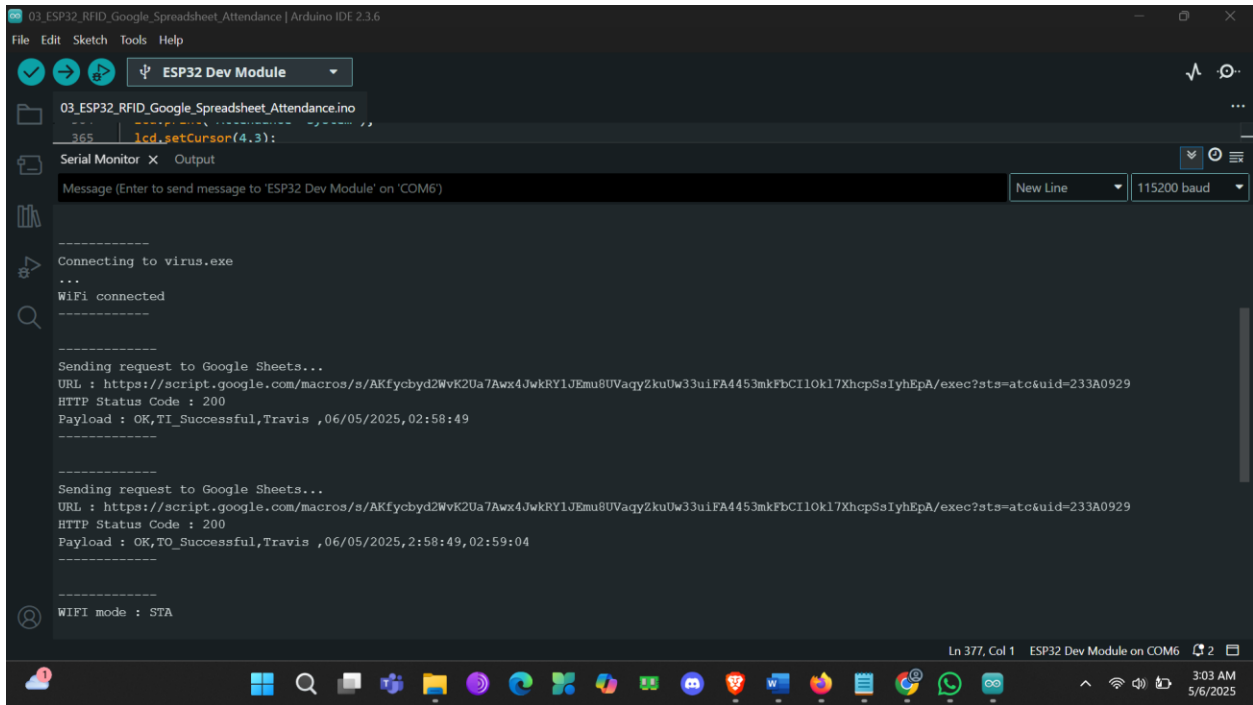 03_ESP32_RFID_Google_Spreadsheet_Attendance | Arduino IDE 2.3.6
File Edit Sketch Tools Help
ESP32 Dev Module
03_ESP32_RFID_Google_Spreadsheet_Attendance.ino
365 lcd.setCursor(4,3);
Serial Monitor Output
Message (Enter to send message to 'ESP32 Dev Module' on 'COM6')
New Line
115200 baud
------------
Connecting to virus.exe
...
WiFi connected
------------
-------------
Sending request to Google Sheets...
URL : https://script.google.com/macros/s/AKfycbyd2WvK2Ua7Awx4JwkRY1JEmu8UVaqyZkuUw33uiFA4453mkFbCIlOkl7XhcpSsIyhEpA/exec?sts=atc&uid=233A0929
HTTP Status Code : 200
Payload : OK,TI_Successful,Travis ,06/05/2025,02:58:49
-------------
-------------
Sending request to Google Sheets...
URL : https://script.google.com/macros/s/AKfycbyd2WvK2Ua7Awx4JwkRY1JEmu8UVaqyZkuUw33uiFA4453mkFbCIlOkl7XhcpSsIyhEpA/exec?sts=atc&uid=233A0929
HTTP Status Code : 200
Payload : OK,TO_Successful,Travis ,06/05/2025,2:58:49,02:59:04
-------------
-------------
WIFI mode : STA
Ln 377, Col 1 ESP32 Dev Module on COM6 2
1
3:03 AM
5/6/2025